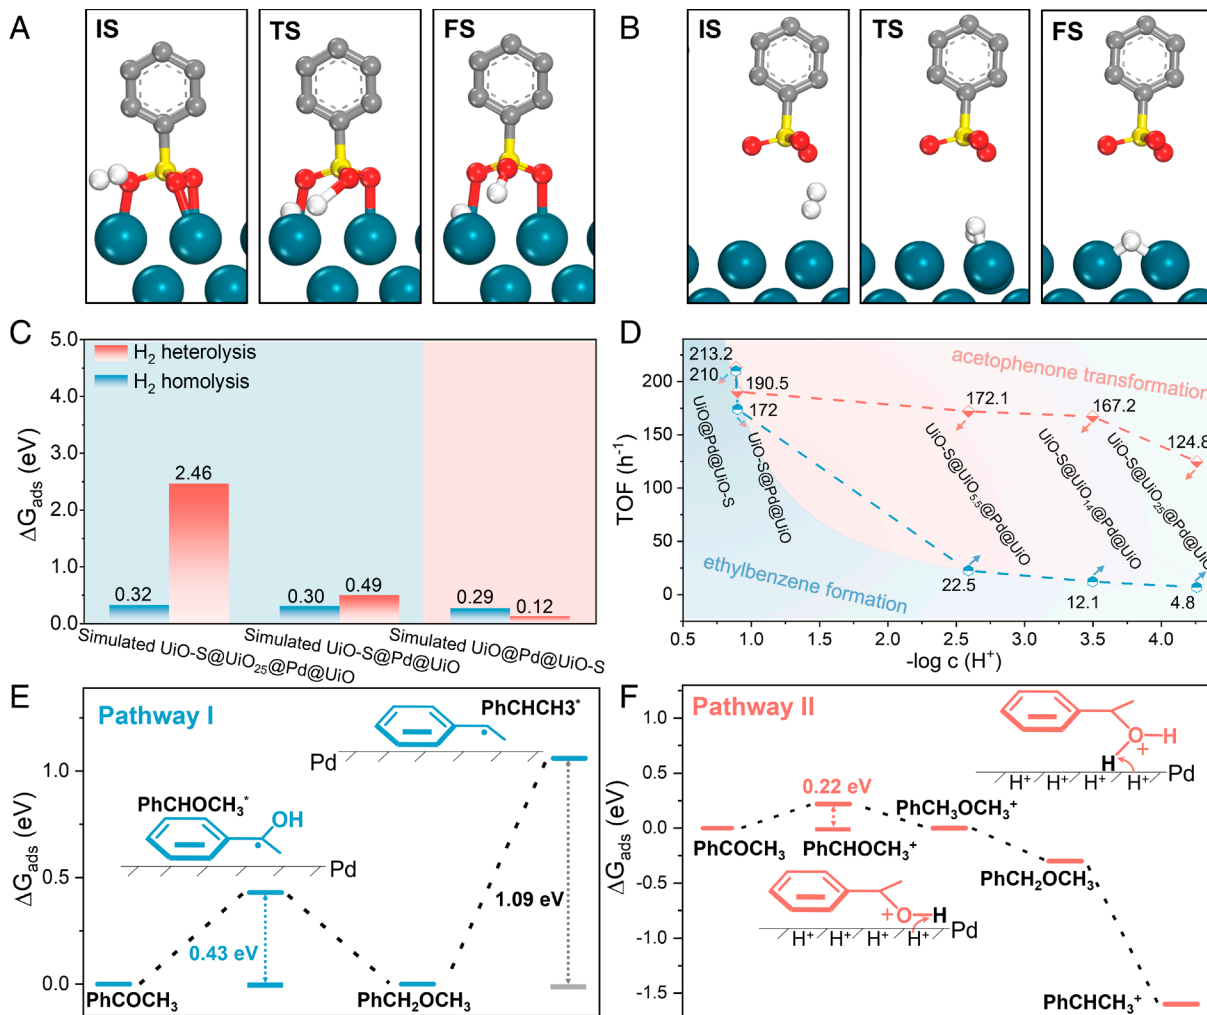 A
IS
TS
FS
B
IS
TS
FS
C
5.0
4.0
3.0
2.0
1.0
0.0
ΔG_ads (eV)
H₂ heterolysis
H₂ homolysis
0.32
2.46
0.30
0.49
0.29
0.12
Simulated UiO-S@UiO₂₅@Pd@UiO
Simulated UiO-S@Pd@UiO
Simulated UiO@Pd@UiO-S
D
200
150
100
50
0
TOF (h⁻¹)
acetophenone transformation
213.2
210
190.5
172
172.1
167.2
124.8
UiO@Pd@UiO-S
UiO-S@Pd@UiO
UiO-S@UiO₅.₅@Pd@UiO
UiO-S@UiO₁₄@Pd@UiO
UiO-S@UiO₂₅@Pd@UiO
ethylbenzene formation
22.5
12.1
4.8
0.5 1.0 1.5 2.0 2.5 3.0 3.5 4.0
-log c (H⁺)
E
Pathway I
1.0
0.5
0.0
ΔG_ads (eV)
PhCHCH3*
Pd
PhCHOCH₃*
OH
Pd
0.43 eV
1.09 eV
PhCOCH₃
PhCH₂OCH₃
F
Pathway II
1.0
0.5
0.0
-0.5
-1.0
-1.5
ΔG_ads (eV)
O H
+
H
H⁺ H⁺ H⁺ H⁺
Pd
0.22 eV
PhCH₃OCH₃⁺
PhCOCH₃
PhCHOCH₃⁺
PhCH₂OCH₃
+ O H
H⁺ H⁺ H⁺ H⁺
Pd
PhCHCH₃⁺